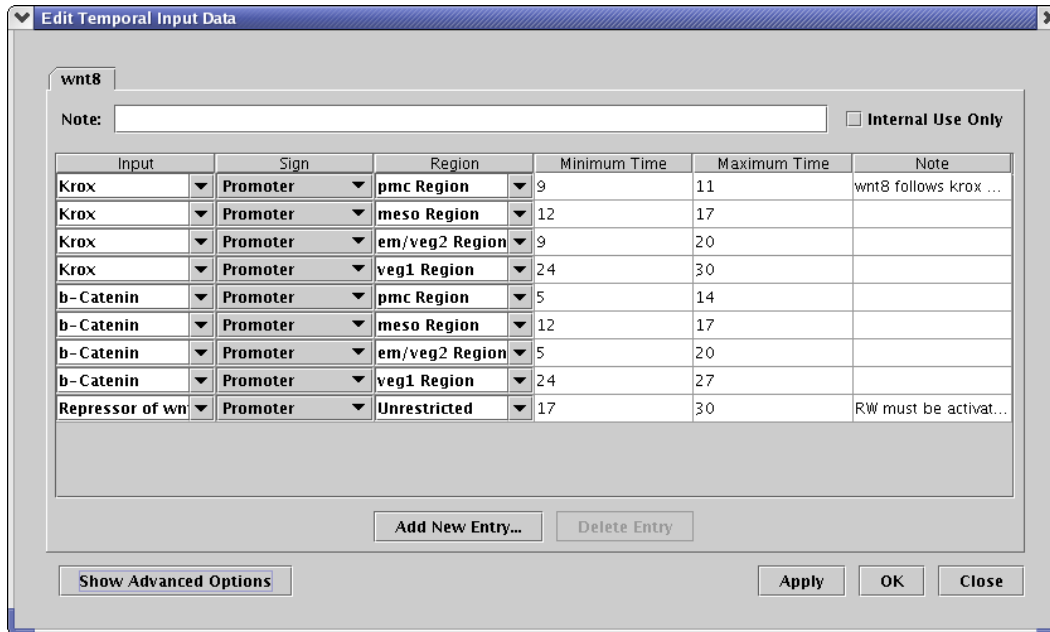 Edit Temporal Input Data
wnt8
Note:
Internal Use Only
Input Sign Region Minimum Time Maximum Time Note
Krox Promoter pmc Region 9 11 wnt8 follows krox ...
Krox Promoter meso Region 12 17
Krox Promoter em/veg2 Region 9 20
Krox Promoter veg1 Region 24 30
b-Catenin Promoter pmc Region 5 14
b-Catenin Promoter meso Region 12 17
b-Catenin Promoter em/veg2 Region 5 20
b-Catenin Promoter veg1 Region 24 27
Repressor of wn Promoter Unrestricted 17 30 RW must be activat...
Add New Entry... Delete Entry
Show Advanced Options Apply OK Close